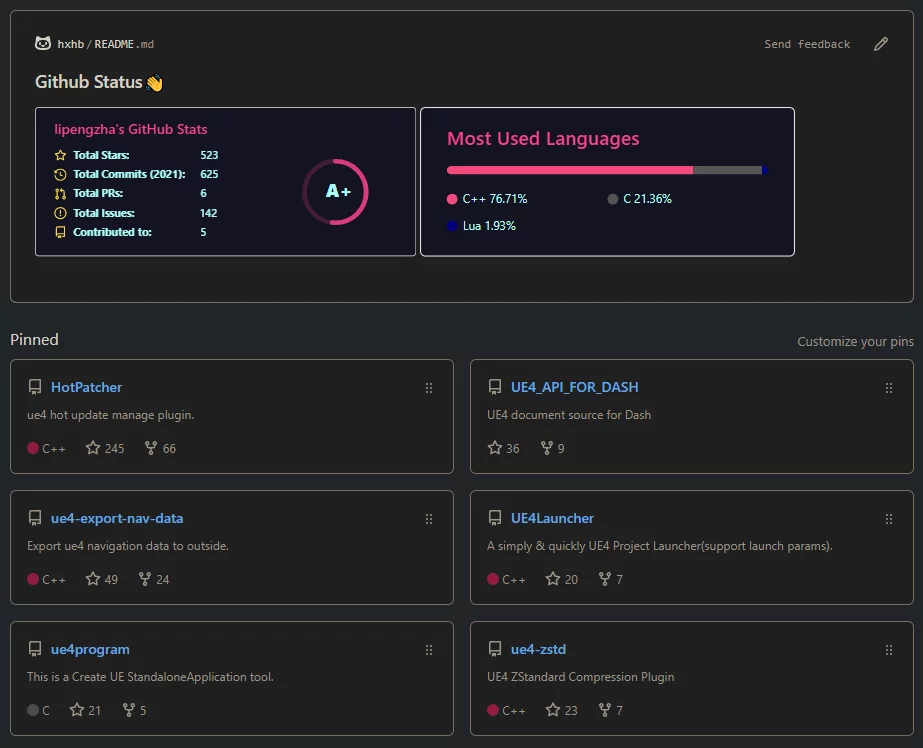 hxhb/README.md
Send feedback
Github Status 👋
lipengzha's GitHub Stats
Total Stars: 523
Total Commits (2021): 625
Total PRs: 6
Total Issues: 142
Contributed to: 5
A+
Most Used Languages
C++ 76.71% C 21.36%
Lua 1.93%
Pinned
Customize your pins
HotPatcher
ue4 hot update manage plugin.
C++ 245 66
UE4_API_FOR_DASH
UE4 document source for Dash
36 9
ue4-export-nav-data
Export ue4 navigation data to outside.
C++ 49 24
UE4Launcher
A simply & quickly UE4 Project Launcher(support launch params).
C++ 20 7
ue4program
This is a Create UE StandaloneApplication tool.
C 21 5
ue4-zstd
UE4 ZStandard Compression Plugin
C++ 23 7